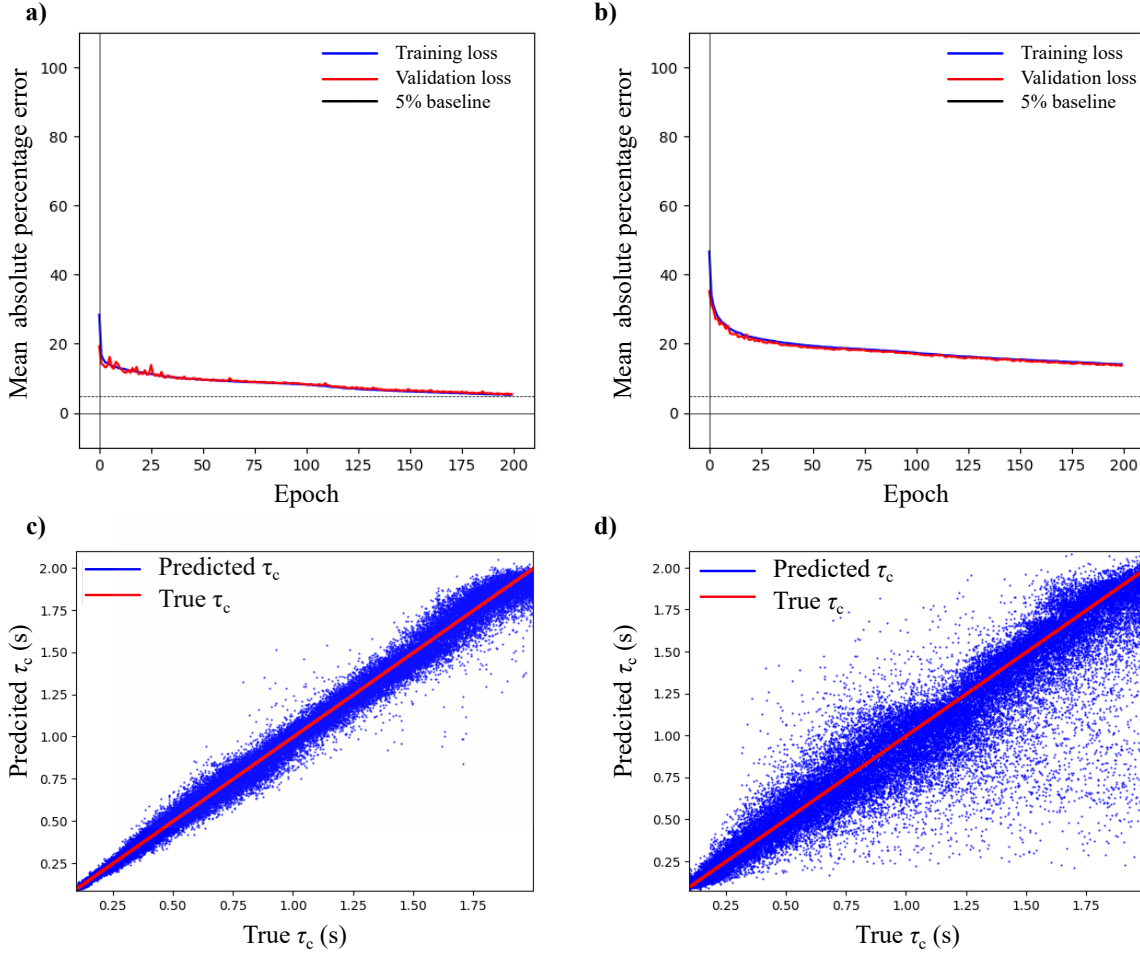 a)
Mean absolute percentage error
100
80
60
40
20
0
Training loss
Validation loss
5% baseline
0 25 50 75 100 125 150 175 200
Epoch
b)
Mean absolute percentage error
100
80
60
40
20
0
Training loss
Validation loss
5% baseline
0 25 50 75 100 125 150 175 200
Epoch
c)
Predcited τc (s)
2.00
1.75
1.50
1.25
1.00
0.75
0.50
0.25
Predicted τc
True τc
0.25 0.50 0.75 1.00 1.25 1.50 1.75
True τc (s)
d)
Predcited τc (s)
2.00
1.75
1.50
1.25
1.00
0.75
0.50
0.25
Predicted τc
True τc
0.25 0.50 0.75 1.00 1.25 1.50 1.75
True τc (s)